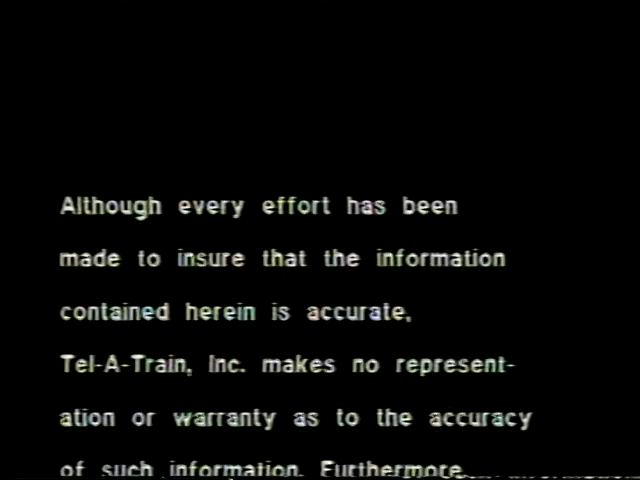 Although every effort has been
made to insure that the information
contained herein is accurate,
Tel-A-Train, Inc. makes no represent-
ation or warranty as to the accuracy
of such information. Furthermore,